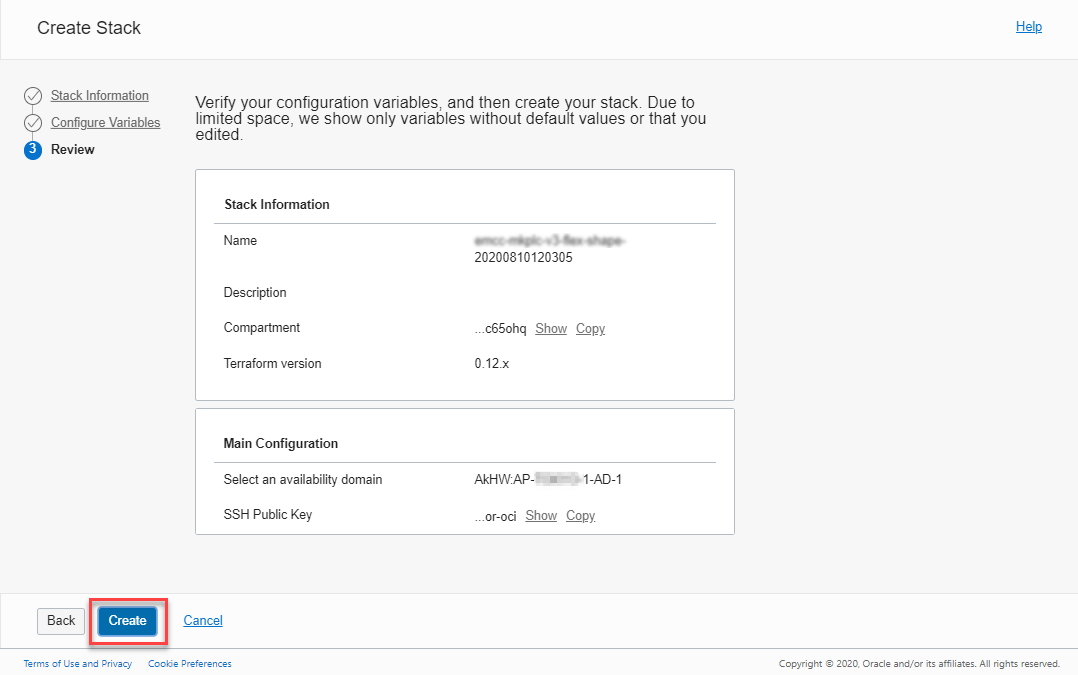 Create Stack
Help
Stack Information
Configure Variables
3 Review
Verify your configuration variables, and then create your stack. Due to
limited space, we show only variables without default values or that you
edited.
Stack Information
Name
20200810120305
Description
Compartment ...c65ohq Show Copy
Terraform version 0.12.x
Main Configuration
Select an availability domain AkHW:AP- -1-AD-1
SSH Public Key ...or-oci Show Copy
Back Create Cancel
Terms of Use and Privacy Cookie Preferences Copyright © 2020, Oracle and/or its affiliates. All rights reserved.